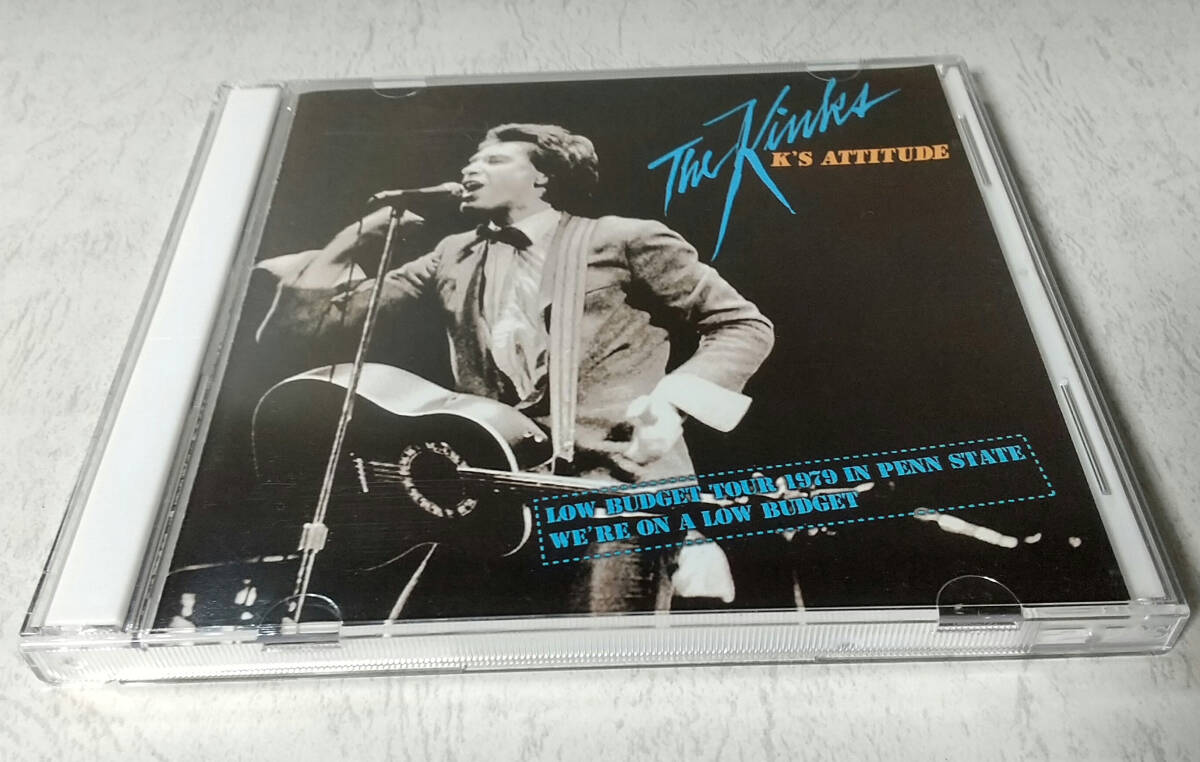 The Kinks
K'S ATTITUDE
LOW BUDGET TOUR 1979 IN PENN STATE
WE'RE ON A LOW BUDGET